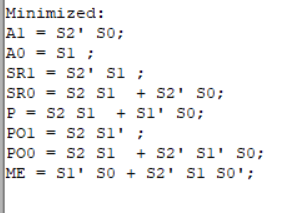 Minimized:
A1 = S2' S0;
A0 = S1 ;
SR1 = S2' S1 ;
SR0 = S2 S1  + S2' S0;
P = S2 S1  + S1' S0;
PO1 = S2 S1' ;
PO0 = S2 S1  + S2' S1' S0;
ME = S1' S0 + S2' S1 S0';